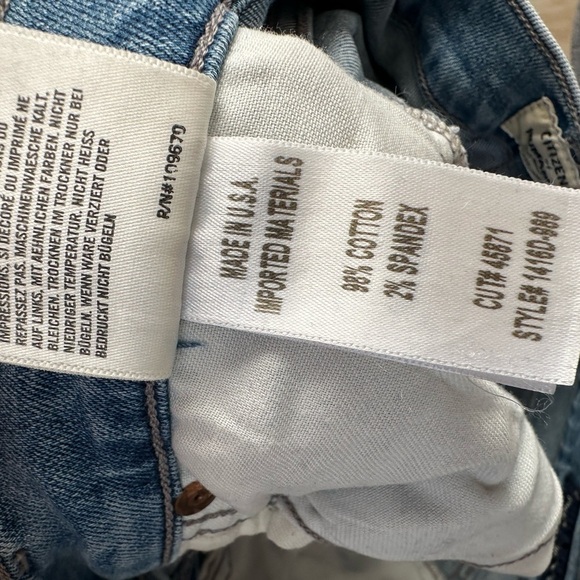 IMPRESSIONS, SI DÉCORÉ OU IMPRIMÉ NE
REPASSEZ PAS. MASCHINENWAESCHE KALT.
AUF LINKS, MIT AEHNLICHEN FARBEN. NICHT
BLEICHEN. TROCKNEN IM TROCKNER NUR BEI
NIEDRIGER TEMPERATUR. NICHT HEISS
BÜGELN. WENN WARE VERZIERT ODER
BEDRUCKT NICHT BÜGELN
R/N#109670
MADE IN U.S.A.
IMPORTED MATERIALS
98% COTTON
2% SPANDEX
CUT# 45871
STYLE# 1416D-989
CITIZEN